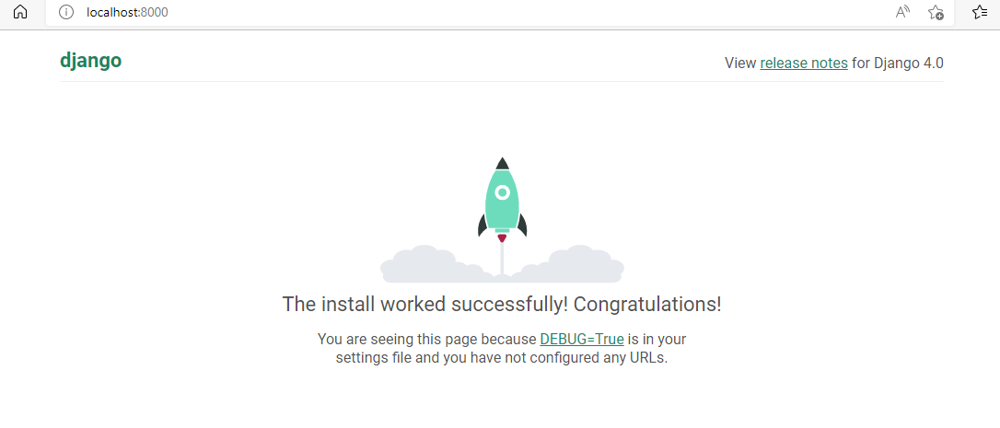 localhost:8000
django
View release notes for Django 4.0
The install worked successfully! Congratulations!
You are seeing this page because DEBUG=True is in your
settings file and you have not configured any URLs.